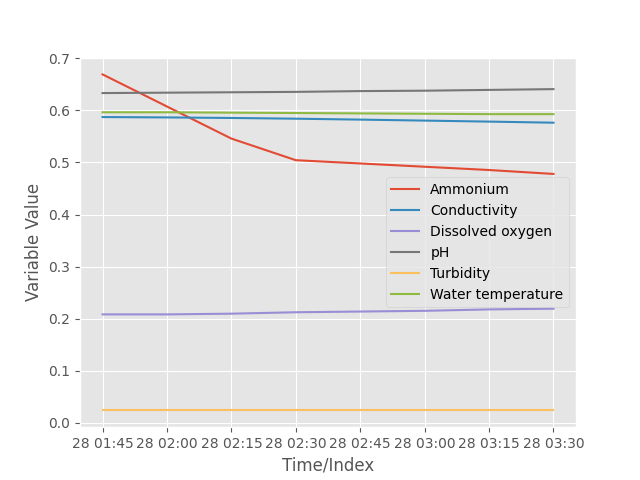 0.7
0.6
0.5
0.4
0.3
0.2
0.1
0.0
Variable Value
Ammonium
Conductivity
Dissolved oxygen
pH
Turbidity
Water temperature
28 01:45 28 02:00 28 02:15 28 02:30 28 02:45 28 03:00 28 03:15 28 03:30
Time/Index